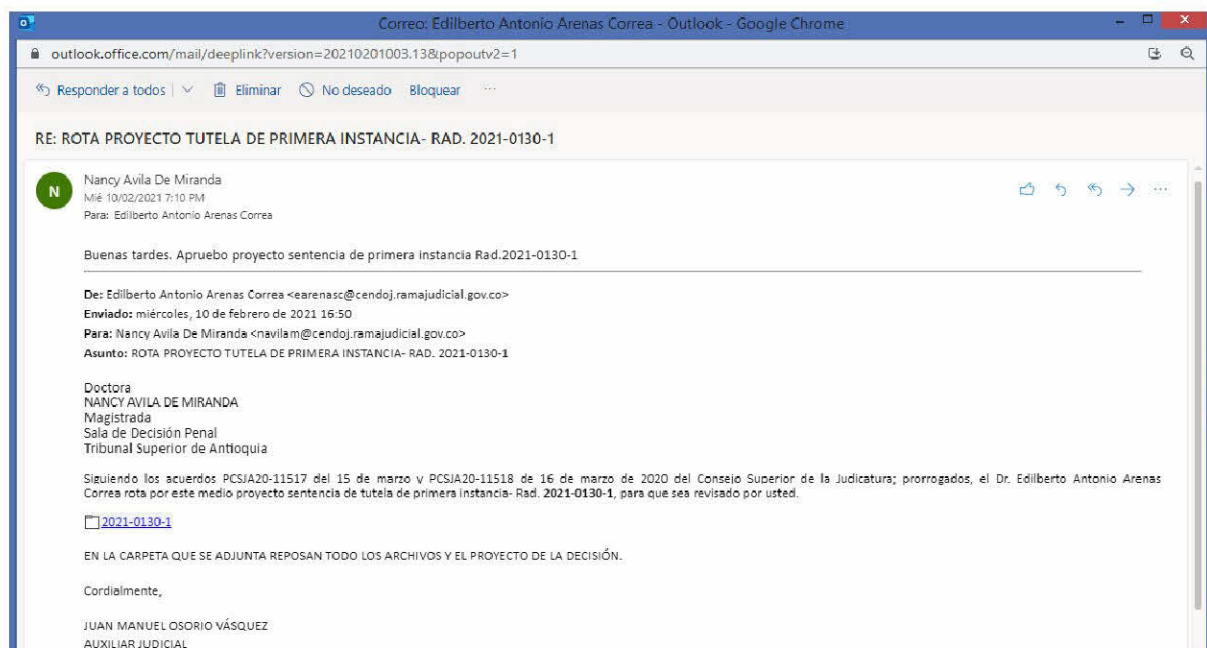 Correo: Edilberto Antonio Arenas Correa - Outlook - Google Chrome
outlook.office.com/mail/deeplink?version=20210201003.13&popoutv2=1
Responder a todos | Eliminar No deseado Bloquear ...
RE: ROTA PROYECTO TUTELA DE PRIMERA INSTANCIA- RAD. 2021-0130-1
N
Nancy Avila De Miranda
Mié 10/02/2021 7:10 PM
Para: Edilberto Antonio Arenas Correa
Buenas tardes. Apruebo proyecto sentencia de primera instancia Rad.2021-0130-1
De: Edilberto Antonio Arenas Correa <earenasc@cendoj.ramajudicial.gov.co>
Enviado: miércoles, 10 de febrero de 2021 16:50
Para: Nancy Avila De Miranda <navilam@cendoj.ramajudicial.gov.co>
Asunto: ROTA PROYECTO TUTELA DE PRIMERA INSTANCIA- RAD. 2021-0130-1
Doctora
NANCY AVILA DE MIRANDA
Magistrada
Sala de Decisión Penal
Tribunal Superior de Antioquia
Siguiendo los acuerdos PCSJA20-11517 del 15 de marzo y PCSJA20-11518 de 16 de marzo de 2020 del Consejo Superior de la Judicatura; prorrogados, el Dr. Edilberto Antonio Arenas
Correa rota por este medio proyecto sentencia de tutela de primera instancia- Rad. 2021-0130-1, para que sea revisado por usted.
2021-0130-1
EN LA CARPETA QUE SE ADJUNTA REPOSAN TODO LOS ARCHIVOS Y EL PROYECTO DE LA DECISIÓN.
Cordialmente,
JUAN MANUEL OSORIO VÁSQUEZ
AUXILIAR JUDICIAL